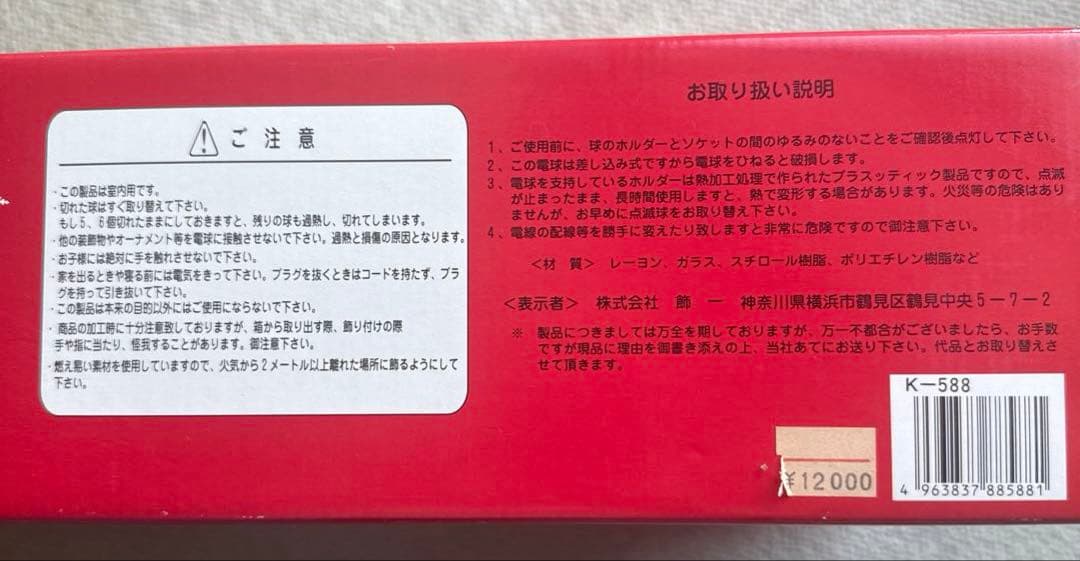 ご注意
・この製品は室内用です。
・切れた球はすぐ取り替えて下さい。
もし5、6個切れたままにしておきますと、残りの球も過熱し、切れてしまいます。
・他の装飾物やオーナメント等を電球に接触させないで下さい。過熱と損傷の原因となります。
・お子様には絶対に手を触れさせないで下さい。
・家を出るときや寝る前には電気をきって下さい。プラグを抜くときはコードを持たず、プラ
グを持って引き抜いて下さい。
・この製品は本来の目的以外にはご使用にならないで下さい。
・商品の加工時に十分注意致しておりますが、箱から取り出す際、飾り付けの際
手や指に当たり、怪我することがあります。御注意下さい。
・燃え易い素材を使用していますので、火気から2メートル以上離れた場所に飾るようにして
下さい。
お取り扱い説明
1、ご使用前に、球のホルダーとソケットの間のゆるみのないことをご確認後点灯して下さい。
2、この電球は差し込み式ですから電球をひねると破損します。
3、電球を支持しているホルダーは熱加工処理で作られたプラスッティック製品ですので、点滅
が止まったまま、長時間使用しますと、熱で変形する場合があります。火災等の危険はあり
ませんが、お早めに点滅球をお取り替え下さい。
4、電線の配線等を勝手に変えたり致しますと非常に危険ですので御注意下さい。
<材 質> レーヨン、ガラス、スチロール樹脂、ポリエチレン樹脂など
<表示者> 株式会社 飾 一 神奈川県横浜市鶴見区鶴見中央5-7-2
※ 製品につきましては万全を期しておりますが、万一不都合がございましたら、お手数
ですが現品に理由を御書き添えの上、当社あてにお送り下さい。代品とお取り替えさ
せて頂きます。
K-588
¥12000
4 963837 885881